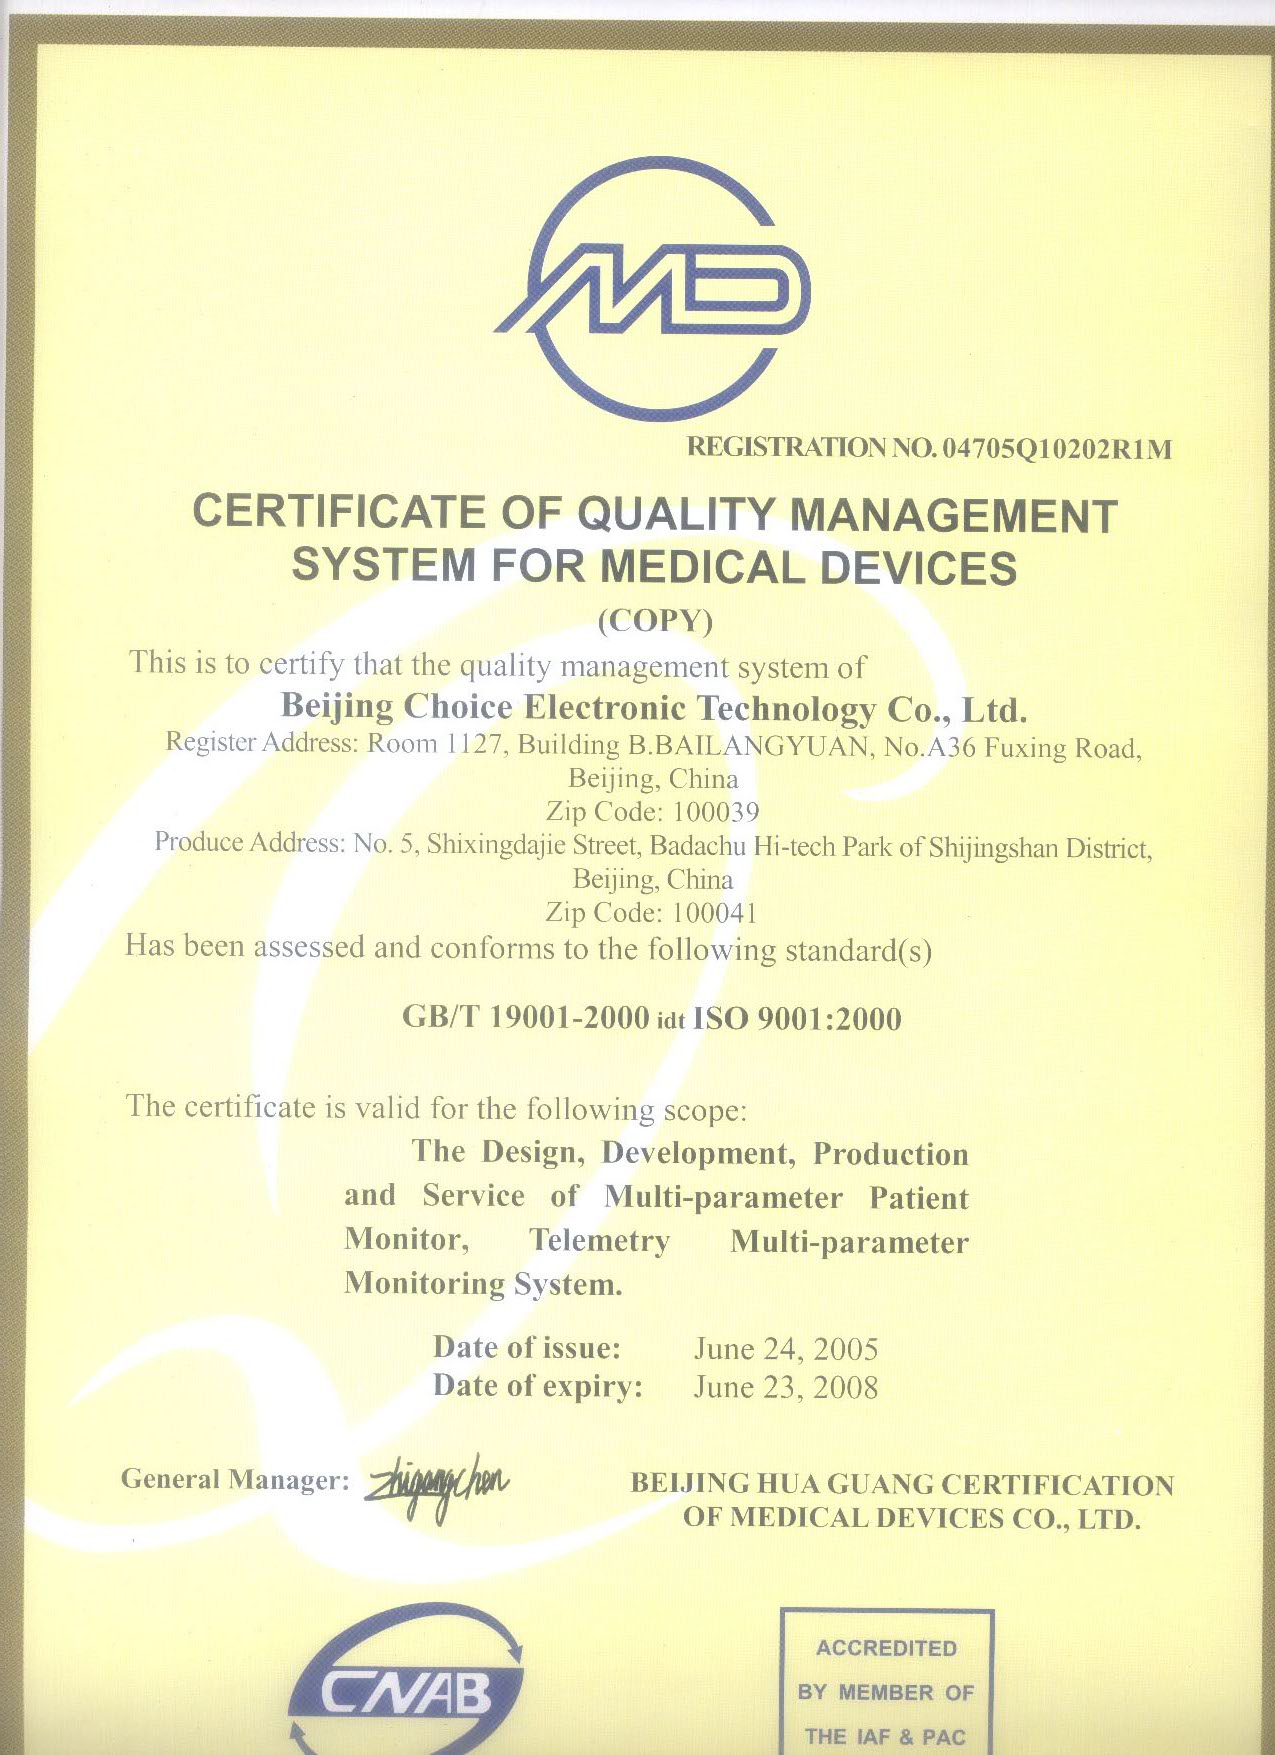 MD
REGISTRATION NO. 04705Q10202R1M
CERTIFICATE OF QUALITY MANAGEMENT
SYSTEM FOR MEDICAL DEVICES
(COPY)
This is to certify that the quality management system of
Beijing Choice Electronic Technology Co., Ltd.
Register Address: Room 1127, Building B.BAILANGYUAN, No.A36 Fuxing Road,
Beijing, China
Zip Code: 100039
Produce Address: No. 5, Shixingdajie Street, Badachu Hi-tech Park of Shijingshan District,
Beijing, China
Zip Code: 100041
Has been assessed and conforms to the following standard(s)
GB/T 19001-2000 idt ISO 9001:2000
The certificate is valid for the following scope:
The Design, Development, Production
and Service of Multi-parameter Patient
Monitor, Telemetry Multi-parameter
Monitoring System.
Date of issue: June 24, 2005
Date of expiry: June 23, 2008
General Manager: zhigangchen
BEIJING HUA GUANG CERTIFICATION
OF MEDICAL DEVICES CO., LTD.
CNAB
ACCREDITED
BY MEMBER OF
THE IAF & PAC